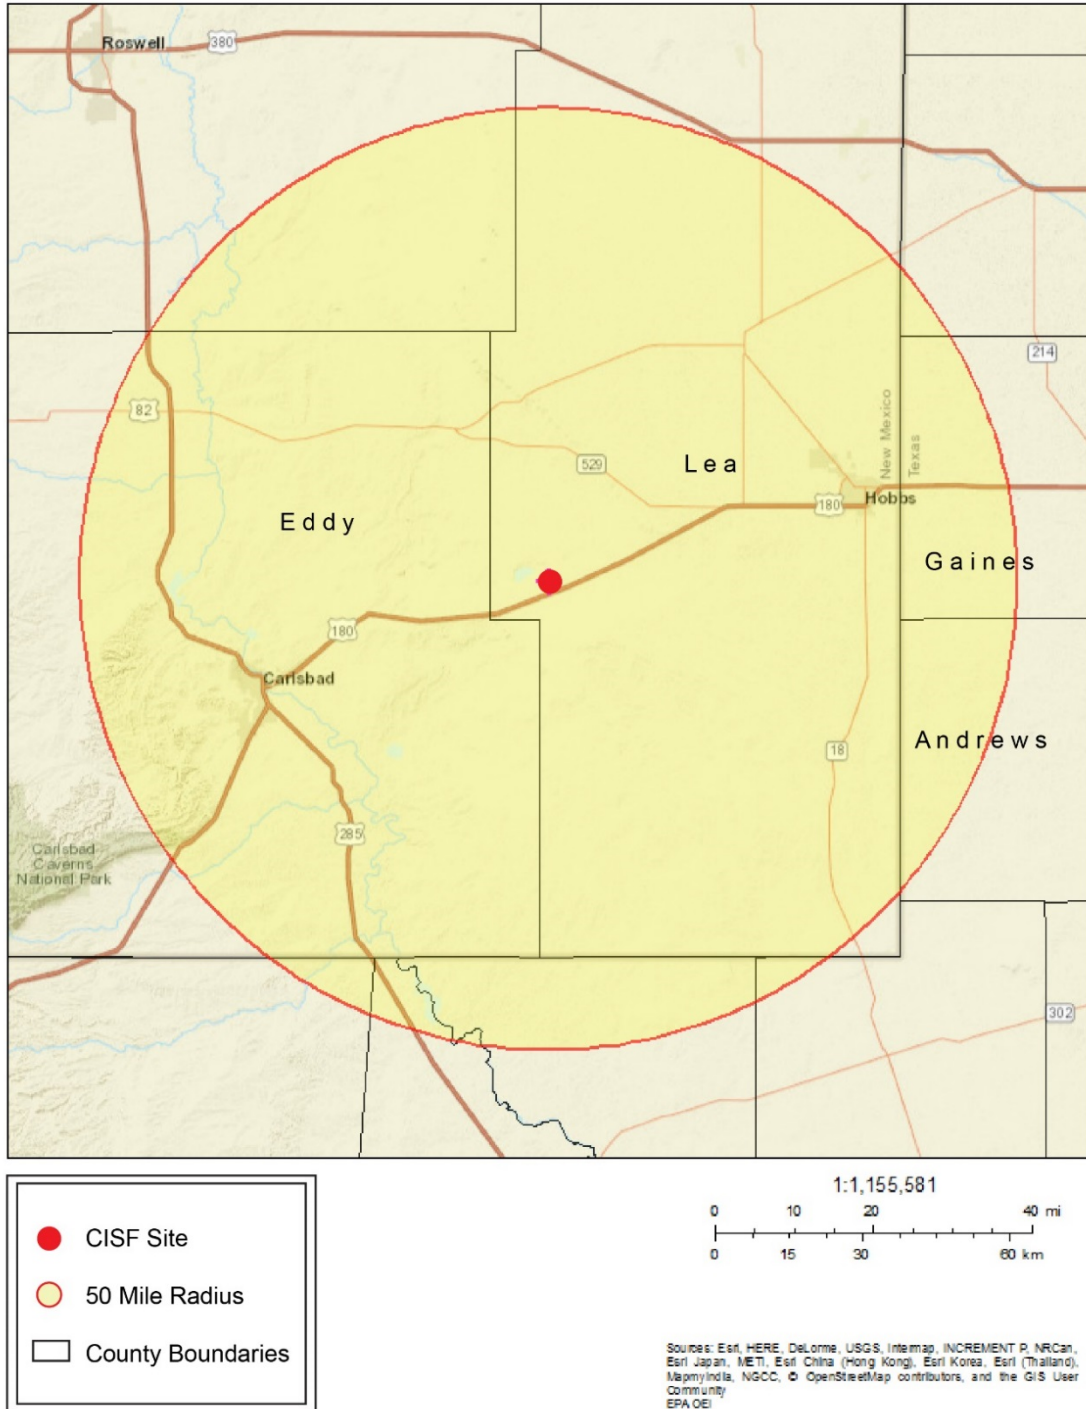 Roswell
380
82
529
Lea
New Mexico
Texas
Hobbs
180
214
Eddy
Gaines
180
Carlsbad
Andrews
18
285
Carlsbad
Caverns
National Park
302
CISF Site
50 Mile Radius
County Boundaries
1:1,155,581
0 10 20 40 mi
0 15 30 60 km
Sources: Esri, HERE, DeLorme, USGS, Intermap, INCREMENT P, NRCan,
Esri Japan, METI, Esri China (Hong Kong), Esri Korea, Esri (Thailand),
MapmyIndia, NGCC, © OpenStreetMap contributors, and the GIS User
Community
EPA OEI